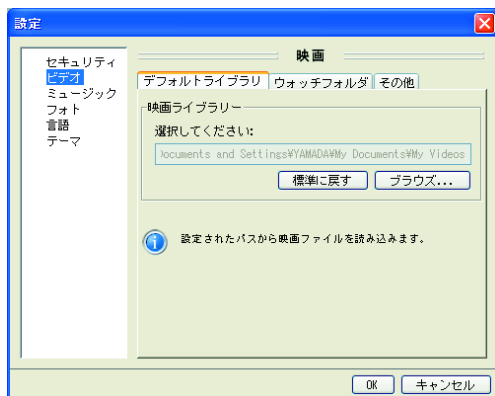 設定
セキュリティ
ビデオ
ミュージック
フォト
言語
テーマ
映画
デフォルトライブラリ ウォッチフォルダ その他
映画ライブラリー
選択してください:
Documents and Settings¥YAMADA¥My Documents¥My Videos
標準に戻す ブラウズ...
設定されたパスから映画ファイルを読み込みます。
OK キャンセル